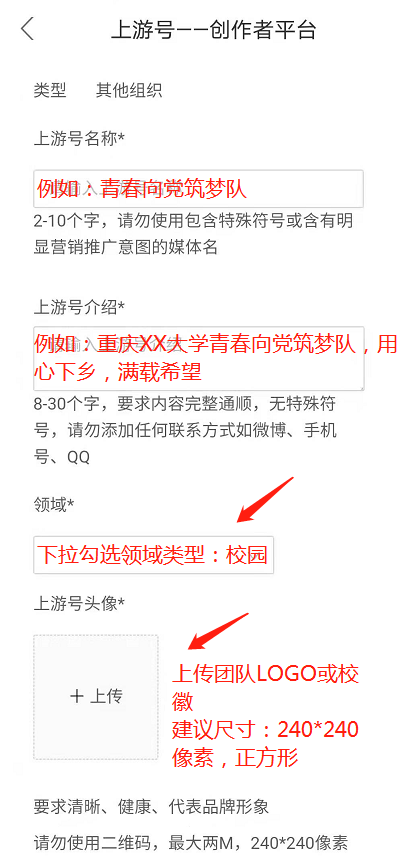 上游号——创作者平台
类型 其他组织
上游号名称*
例如：青春向党筑梦队
2-10个字，请勿使用包含特殊符号或含有明
显营销推广意图的媒体名
上游号介绍*
例如：重庆XX大学青春向党筑梦队，用
心下乡，满载希望
8-30个字，要求内容完整通顺，无特殊符
号，请勿添加任何联系方式如微博、手机
号、QQ
领域*
下拉勾选领域类型：校园
上游号头像*
+ 上传
上传团队LOGO或校
徽
建议尺寸：240*240
像素，正方形
要求清晰、健康、代表品牌形象
请勿使用二维码，最大两M，240*240像素